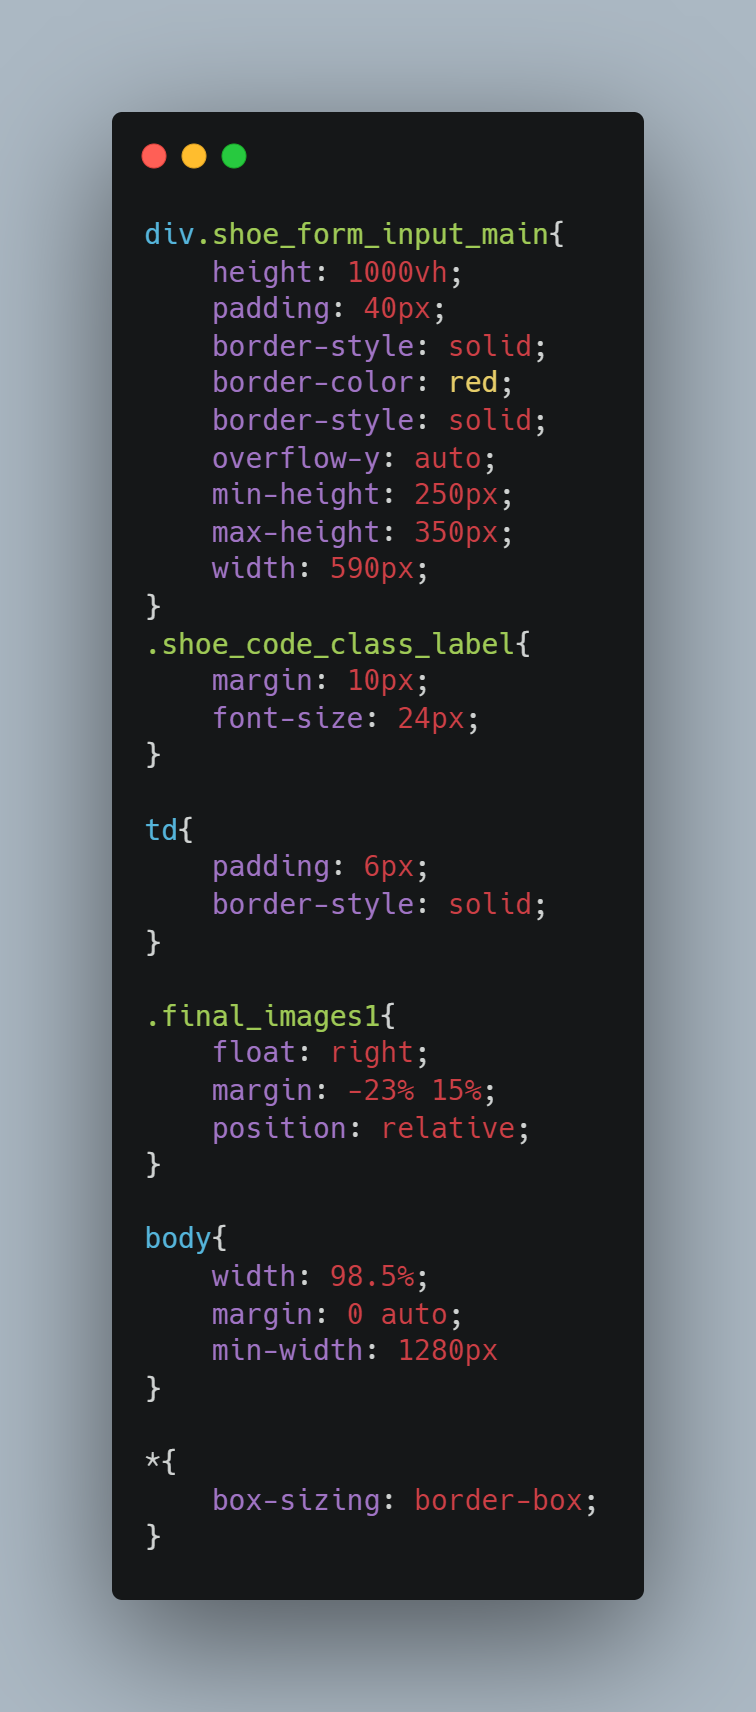 div.shoe_form_input_main{
    height: 1000vh;
    padding: 40px;
    border-style: solid;
    border-color: red;
    border-style: solid;
    overflow-y: auto;
    min-height: 250px;
    max-height: 350px;
    width: 590px;
}
.shoe_code_class_label{
    margin: 10px;
    font-size: 24px;
}

td{
    padding: 6px;
    border-style: solid;
}

.final_images1{
    float: right;
    margin: -23% 15%;
    position: relative;
}

body{
    width: 98.5%;
    margin: 0 auto;
    min-width: 1280px
}

*{
    box-sizing: border-box;
}